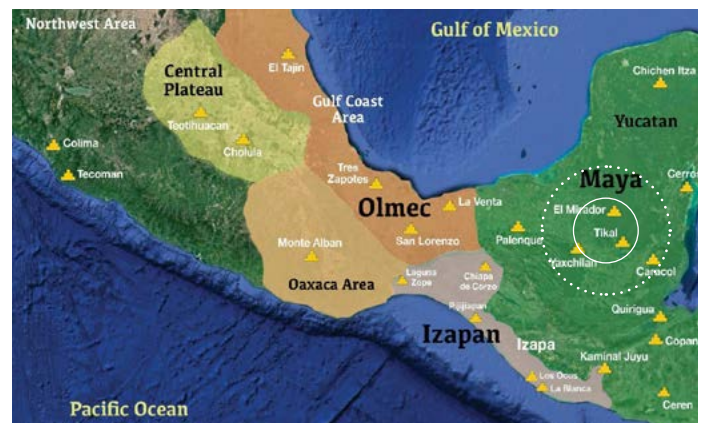 Northwest Area
Gulf of Mexico
El Tajin
Central
Plateau
Chichen Itza
Gulf Coast
Area
Teotihuacan
Yucatan
Colima
Cholula
Tres
Zapotes
Tecoman
Maya
Cerros
Olmec
La Venta
El Mirador
Tikal
Monte Alban
San Lorenzo
Palenque
Yaxchilan
Oaxaca Area
Laguna
Zope
Chiapa
de Corzo
Caracol
Pijijiapan
Quirigua
Izapan
Izapa
Copan
Kaminal Juyu
Los Ocus
La Blanca
Pacific Ocean
Ceren